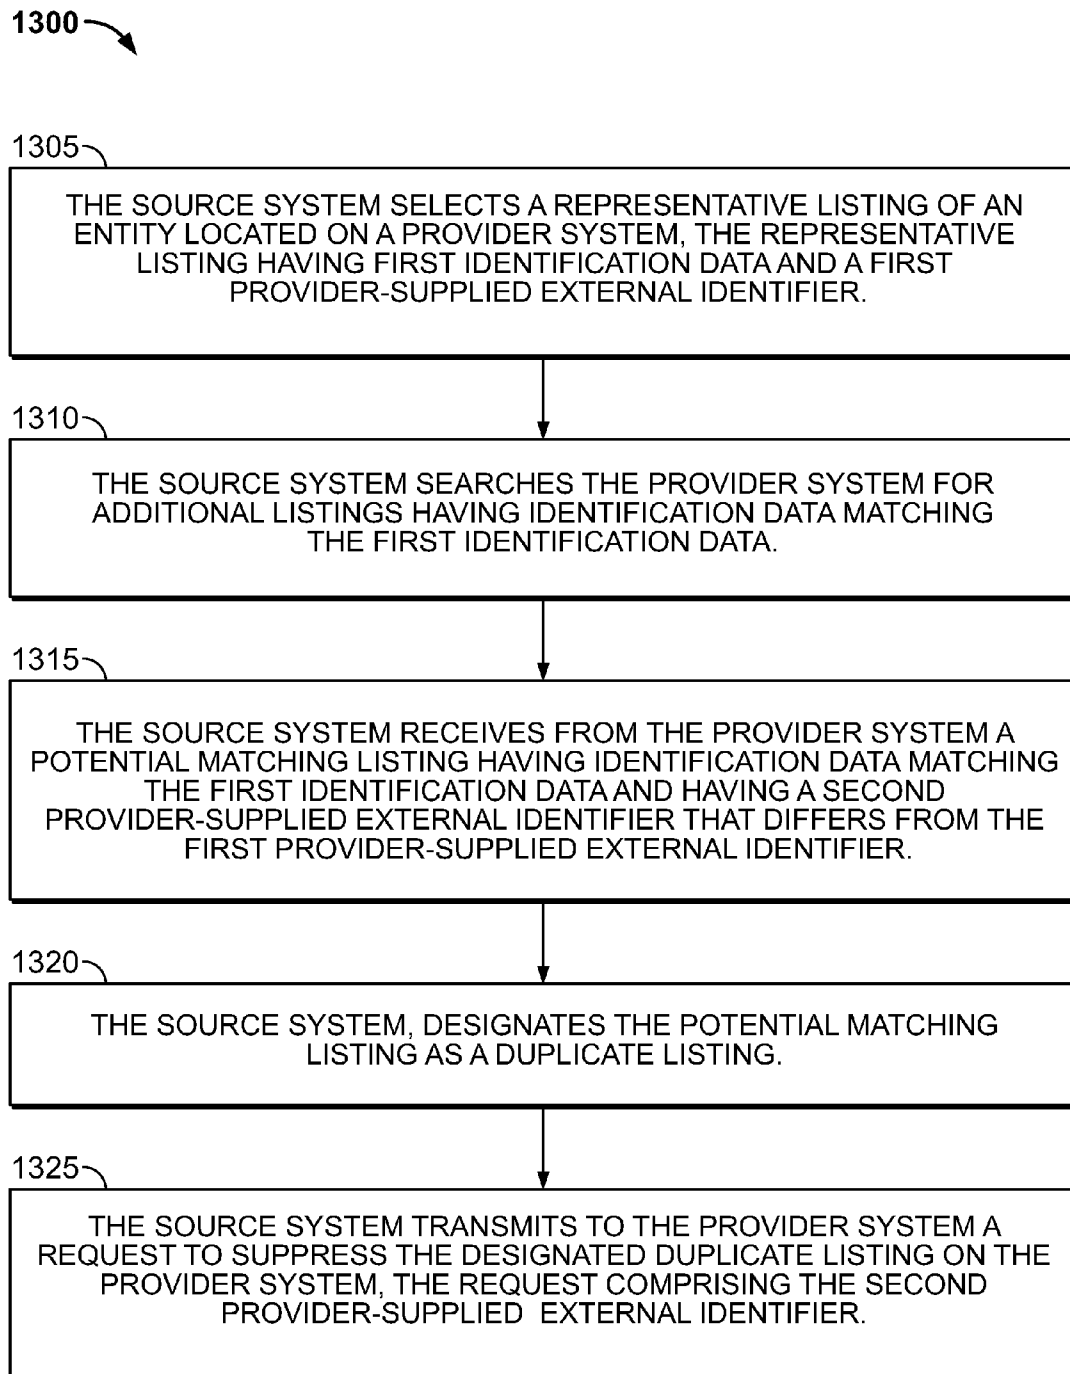 1300
1305
THE SOURCE SYSTEM SELECTS A REPRESENTATIVE LISTING OF AN
ENTITY LOCATED ON A PROVIDER SYSTEM, THE REPRESENTATIVE
LISTING HAVING FIRST IDENTIFICATION DATA AND A FIRST
PROVIDER-SUPPLIED EXTERNAL IDENTIFIER.
1310
THE SOURCE SYSTEM SEARCHES THE PROVIDER SYSTEM FOR
ADDITIONAL LISTINGS HAVING IDENTIFICATION DATA MATCHING
THE FIRST IDENTIFICATION DATA.
1315
THE SOURCE SYSTEM RECEIVES FROM THE PROVIDER SYSTEM A
POTENTIAL MATCHING LISTING HAVING IDENTIFICATION DATA MATCHING
THE FIRST IDENTIFICATION DATA AND HAVING A SECOND
PROVIDER-SUPPLIED EXTERNAL IDENTIFIER THAT DIFFERS FROM THE
FIRST PROVIDER-SUPPLIED EXTERNAL IDENTIFIER.
1320
THE SOURCE SYSTEM, DESIGNATES THE POTENTIAL MATCHING
LISTING AS A DUPLICATE LISTING.
1325
THE SOURCE SYSTEM TRANSMITS TO THE PROVIDER SYSTEM A
REQUEST TO SUPPRESS THE DESIGNATED DUPLICATE LISTING ON THE
PROVIDER SYSTEM, THE REQUEST COMPRISING THE SECOND
PROVIDER-SUPPLIED EXTERNAL IDENTIFIER.